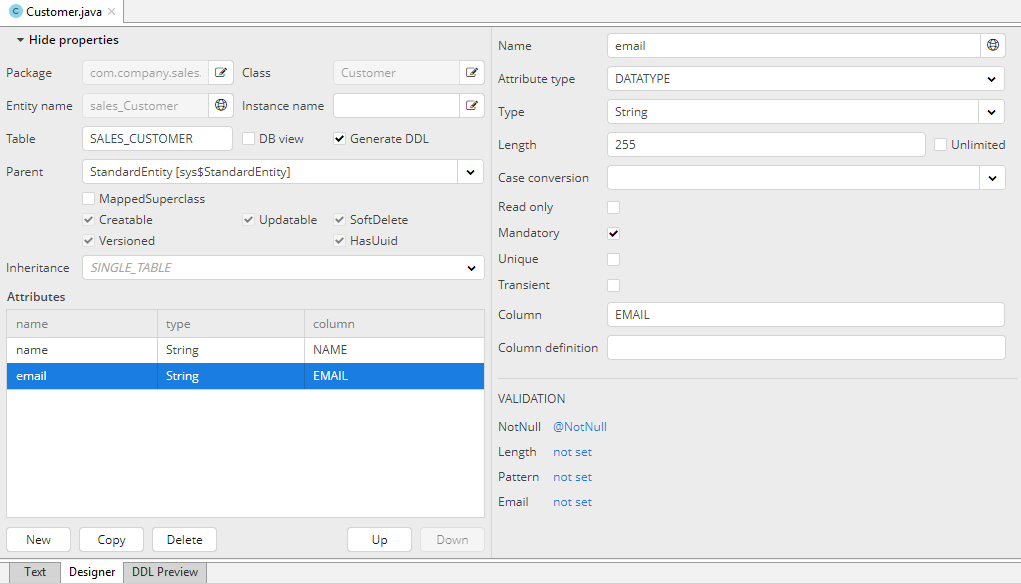 Customer.java
Hide properties
Package com.company.sales. Class Customer
Entity name sales_Customer Instance name
Table SALES_CUSTOMER DB view Generate DDL
Parent StandardEntity [sys$StandardEntity]
MappedSuperclass
Creatable Updatable SoftDelete
Versioned HasUuid
Inheritance SINGLE_TABLE
Attributes
name type column
name String NAME
email String EMAIL
New Copy Delete Up Down
Name email
Attribute type DATATYPE
Type String
Length 255 Unlimited
Case conversion
Read only
Mandatory
Unique
Transient
Column EMAIL
Column definition
VALIDATION
NotNull @NotNull
Length not set
Pattern not set
Email not set
Text Designer DDL Preview